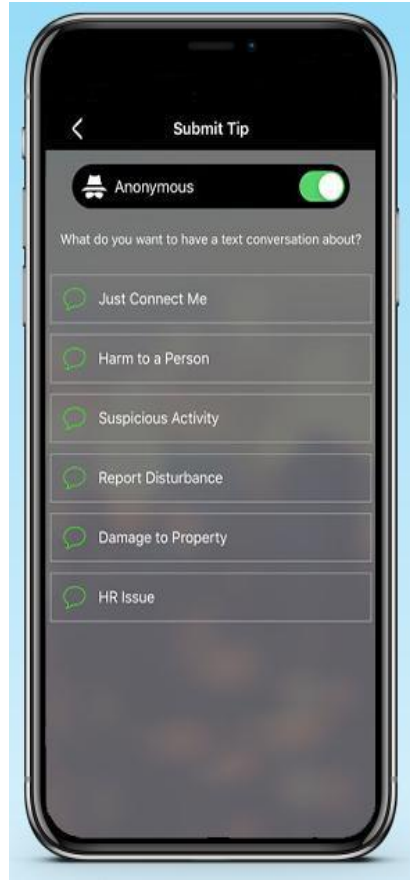 Submit Tip
Anonymous
What do you want to have a text conversation about?
Just Connect Me
Harm to a Person
Suspicious Activity
Report Disturbance
Damage to Property
HR Issue